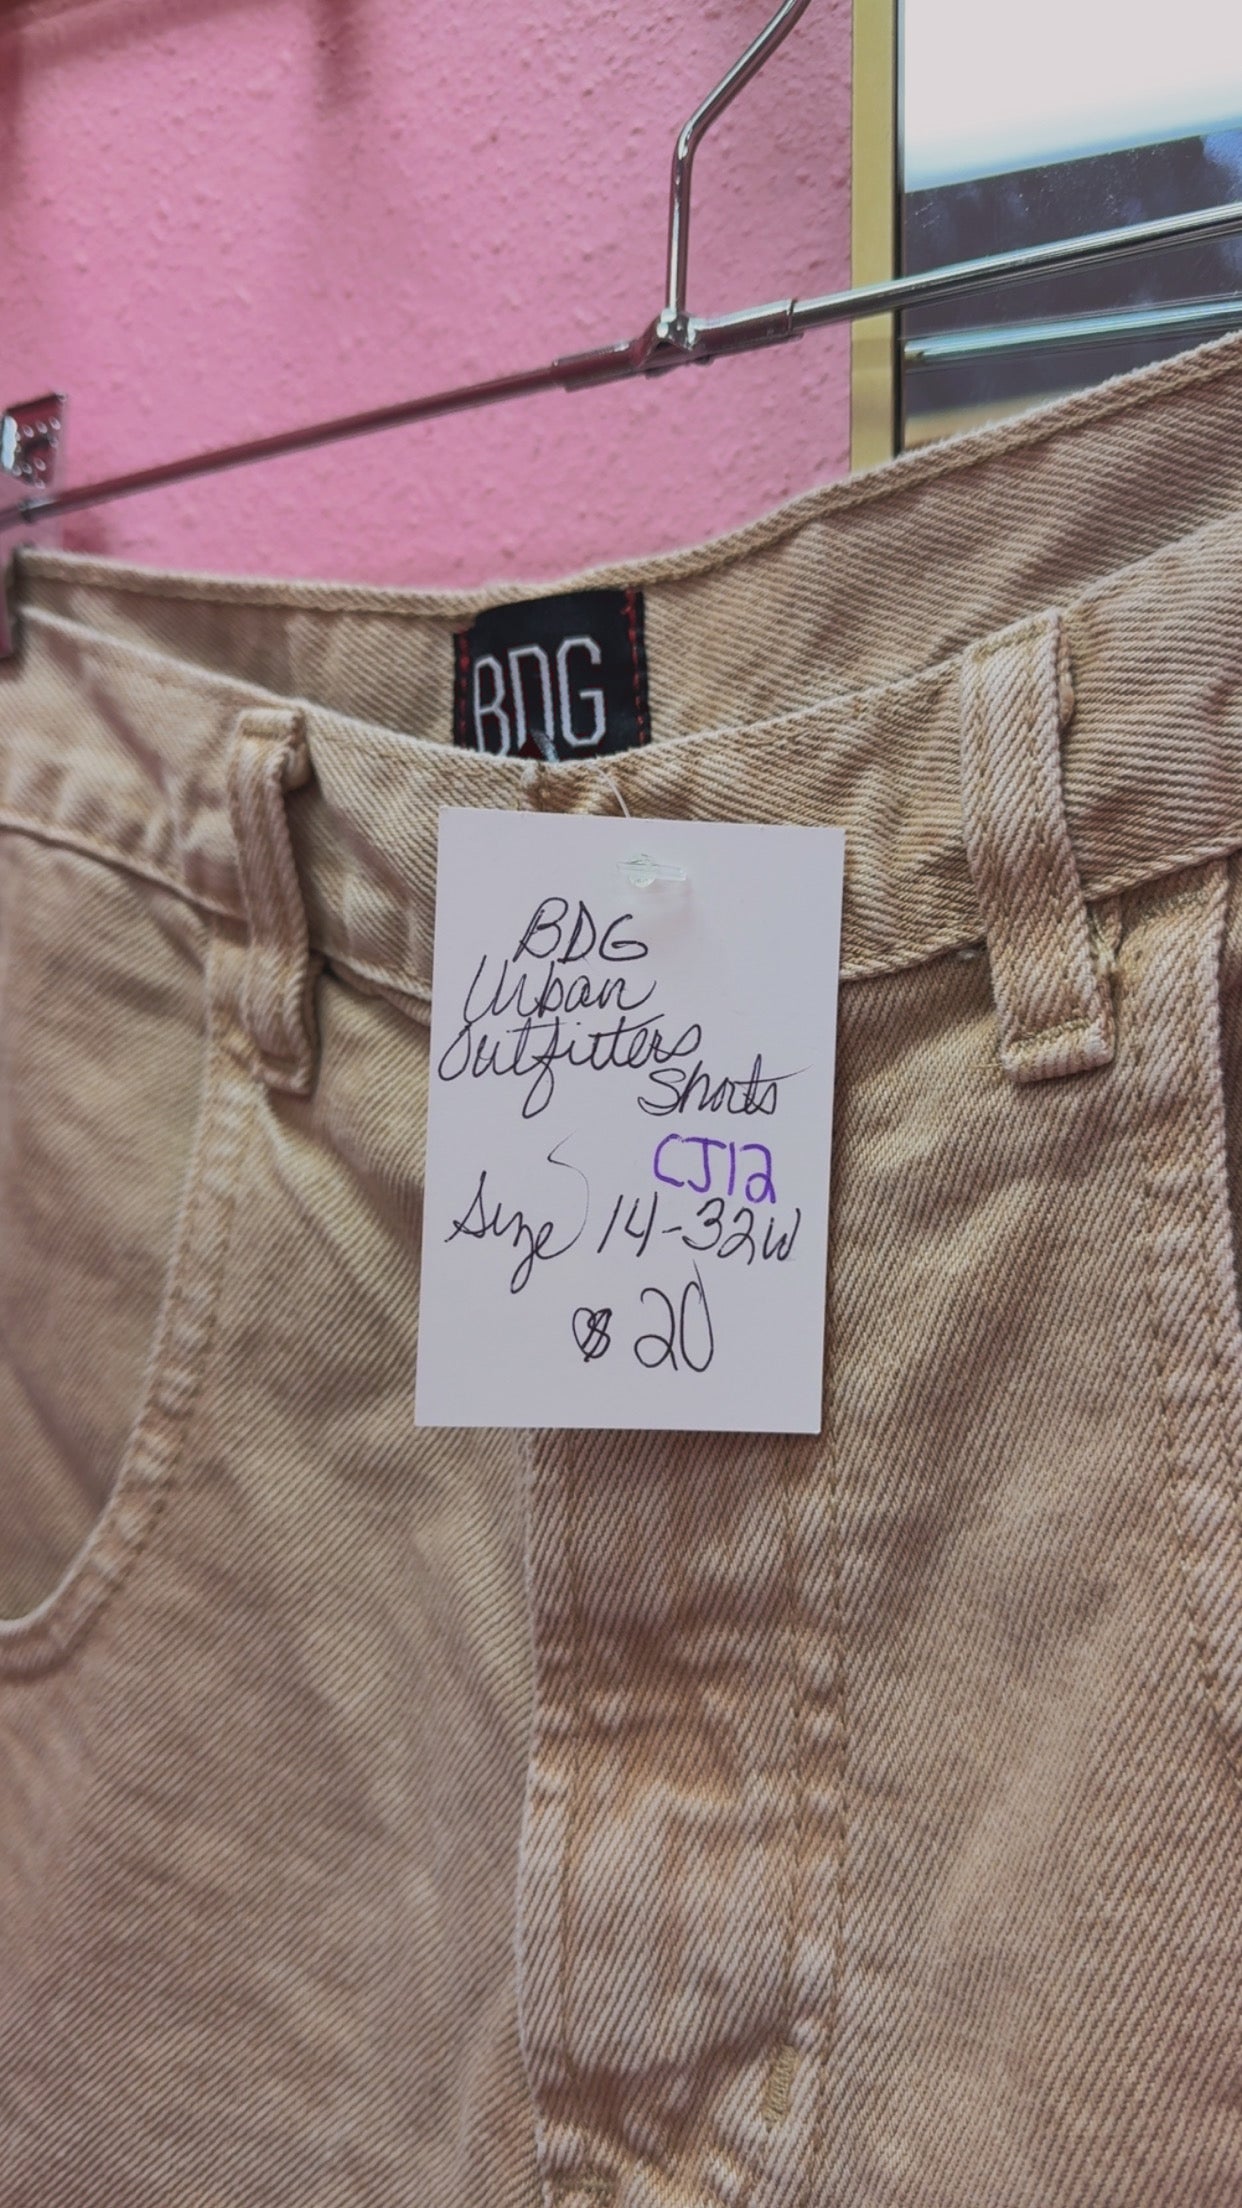 BDG
BDG
Urban
Outfitters
Shorts
CJ12
Size 14-32W
$ 20